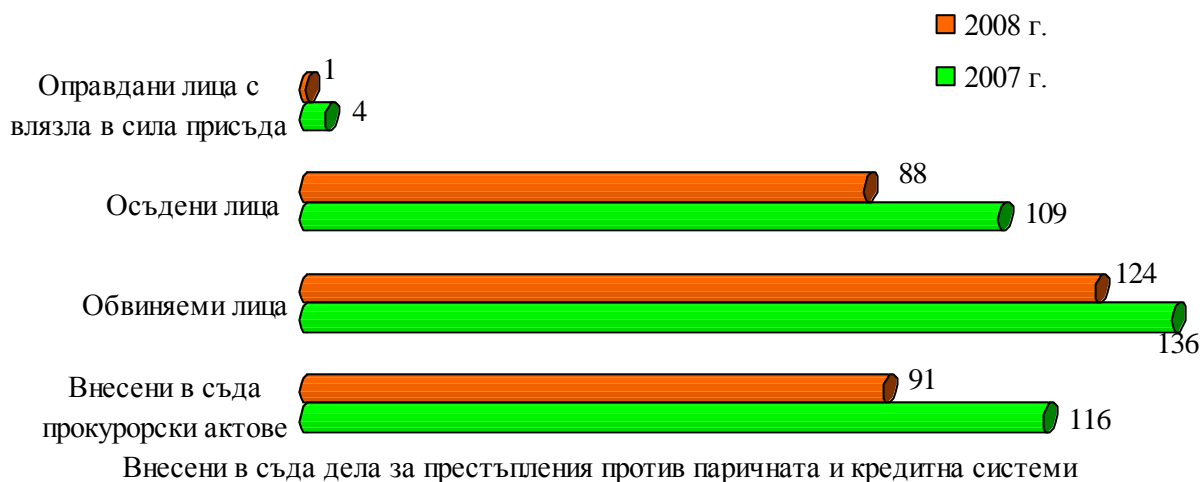 2008 г.
2007 г.
Оправдани лица с
влязла в сила присъда
1
4
Осъдени лица
88
109
Обвиняеми лица
124
136
Внесени в съда
прокурорски актове
91
116
Внесени в съда дела за престъпления против паричната и кредитна системи